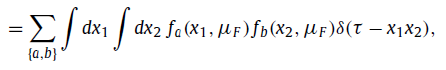 = \sum_{\{a,b\}} \int dx_1 \int dx_2 f_a(x_1, \mu_F) f_b(x_2, \mu_F) \delta(\tau - x_1 x_2),